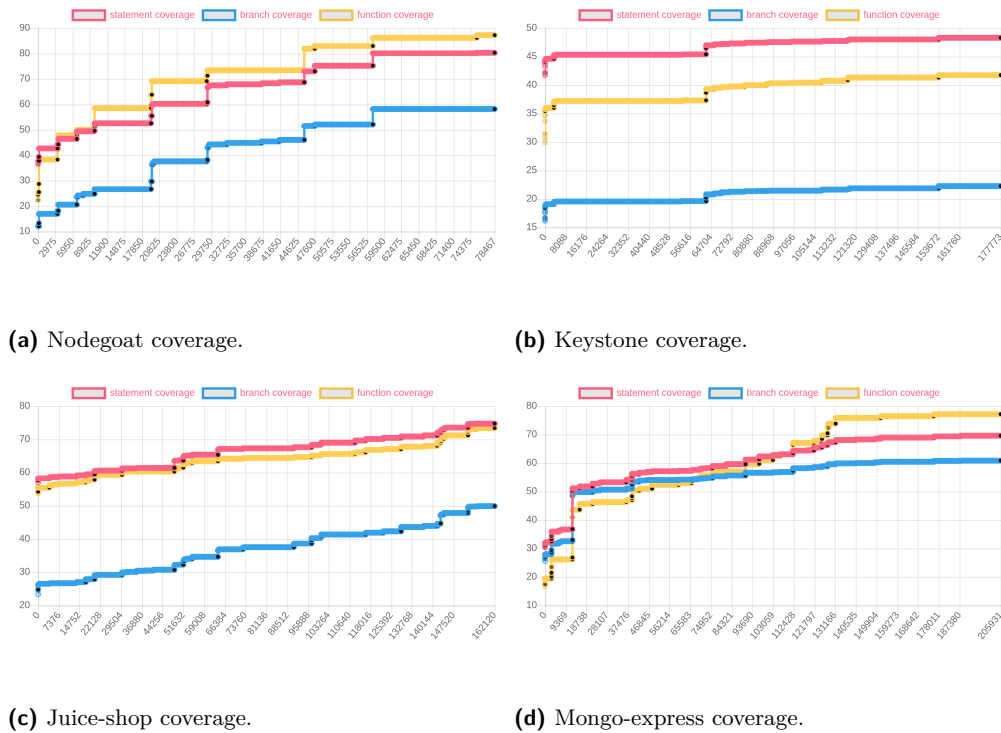 statement coverage branch coverage function coverage
90
80
70
60
50
40
30
20
10
0 2975 5950 8925 11900 14875 17850 20825 23800 26775 29750 32725 35700 38675 41650 44625 47600 50575 53550 56525 59500 62475 65450 68425 71400 74375 78467
(a) Nodegoat coverage.
statement coverage branch coverage function coverage
50
45
40
35
30
25
20
15
0 8088 16176 24264 32352 40440 48528 56616 64704 72792 80880 88968 97056 105144 113232 121320 129408 137496 145584 153672 161760 177773
(b) Keystone coverage.
statement coverage branch coverage function coverage
80
70
60
50
40
30
20
0 7376 14752 22128 29504 36880 44256 51632 59008 66384 73760 81136 88512 95888 103264 110640 118016 125392 132768 140144 147520 162120
(c) Juice-shop coverage.
statement coverage branch coverage function coverage
80
70
60
50
40
30
20
10
0 9369 18738 28107 37476 46845 56214 65583 74952 84321 93690 103059 112428 121797 131166 140535 149904 159273 168642 178011 187380 205931
(d) Mongo-express coverage.